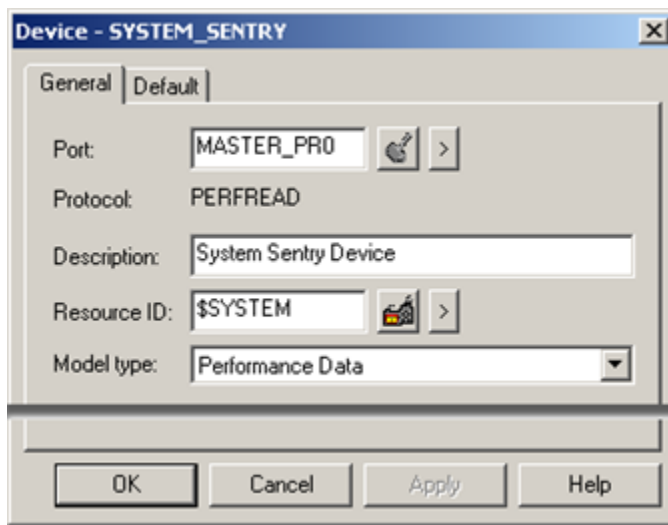 Device - SYSTEM_SENTRY
General Default
Port: MASTER_PR0 >
Protocol: PERFREAD
Description: System Sentry Device
Resource ID: $SYSTEM >
Model type: Performance Data
OK Cancel Apply Help